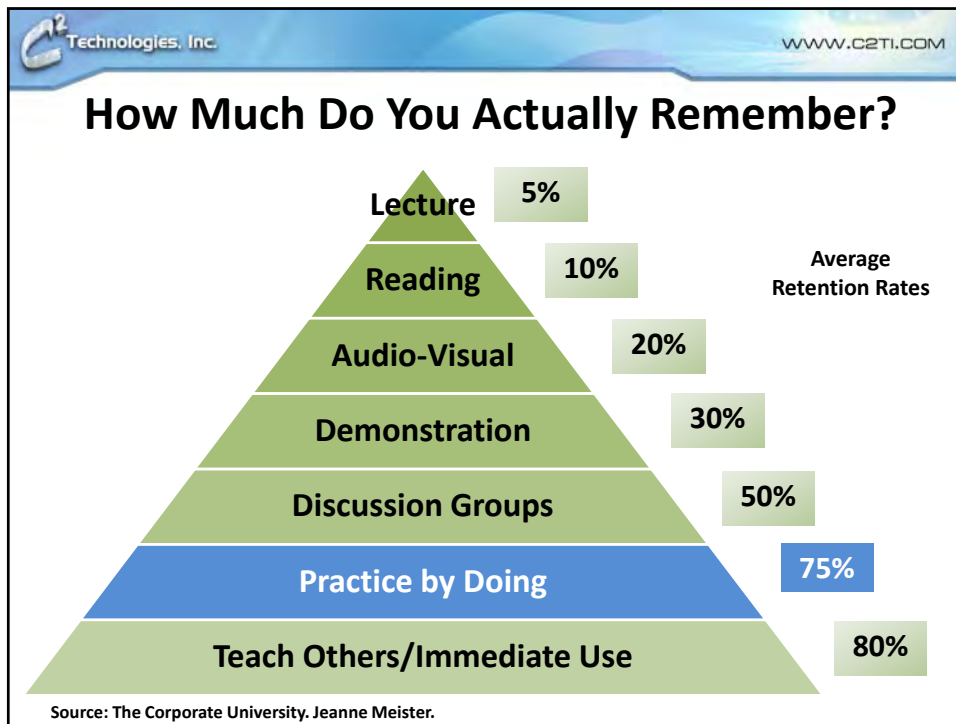 C² Technologies, Inc.
WWW.C2TI.COM
How Much Do You Actually Remember?
Lecture 5%
Reading 10%
Average
Retention Rates
Audio-Visual 20%
Demonstration 30%
Discussion Groups 50%
Practice by Doing 75%
Teach Others/Immediate Use 80%
Source: The Corporate University. Jeanne Meister.